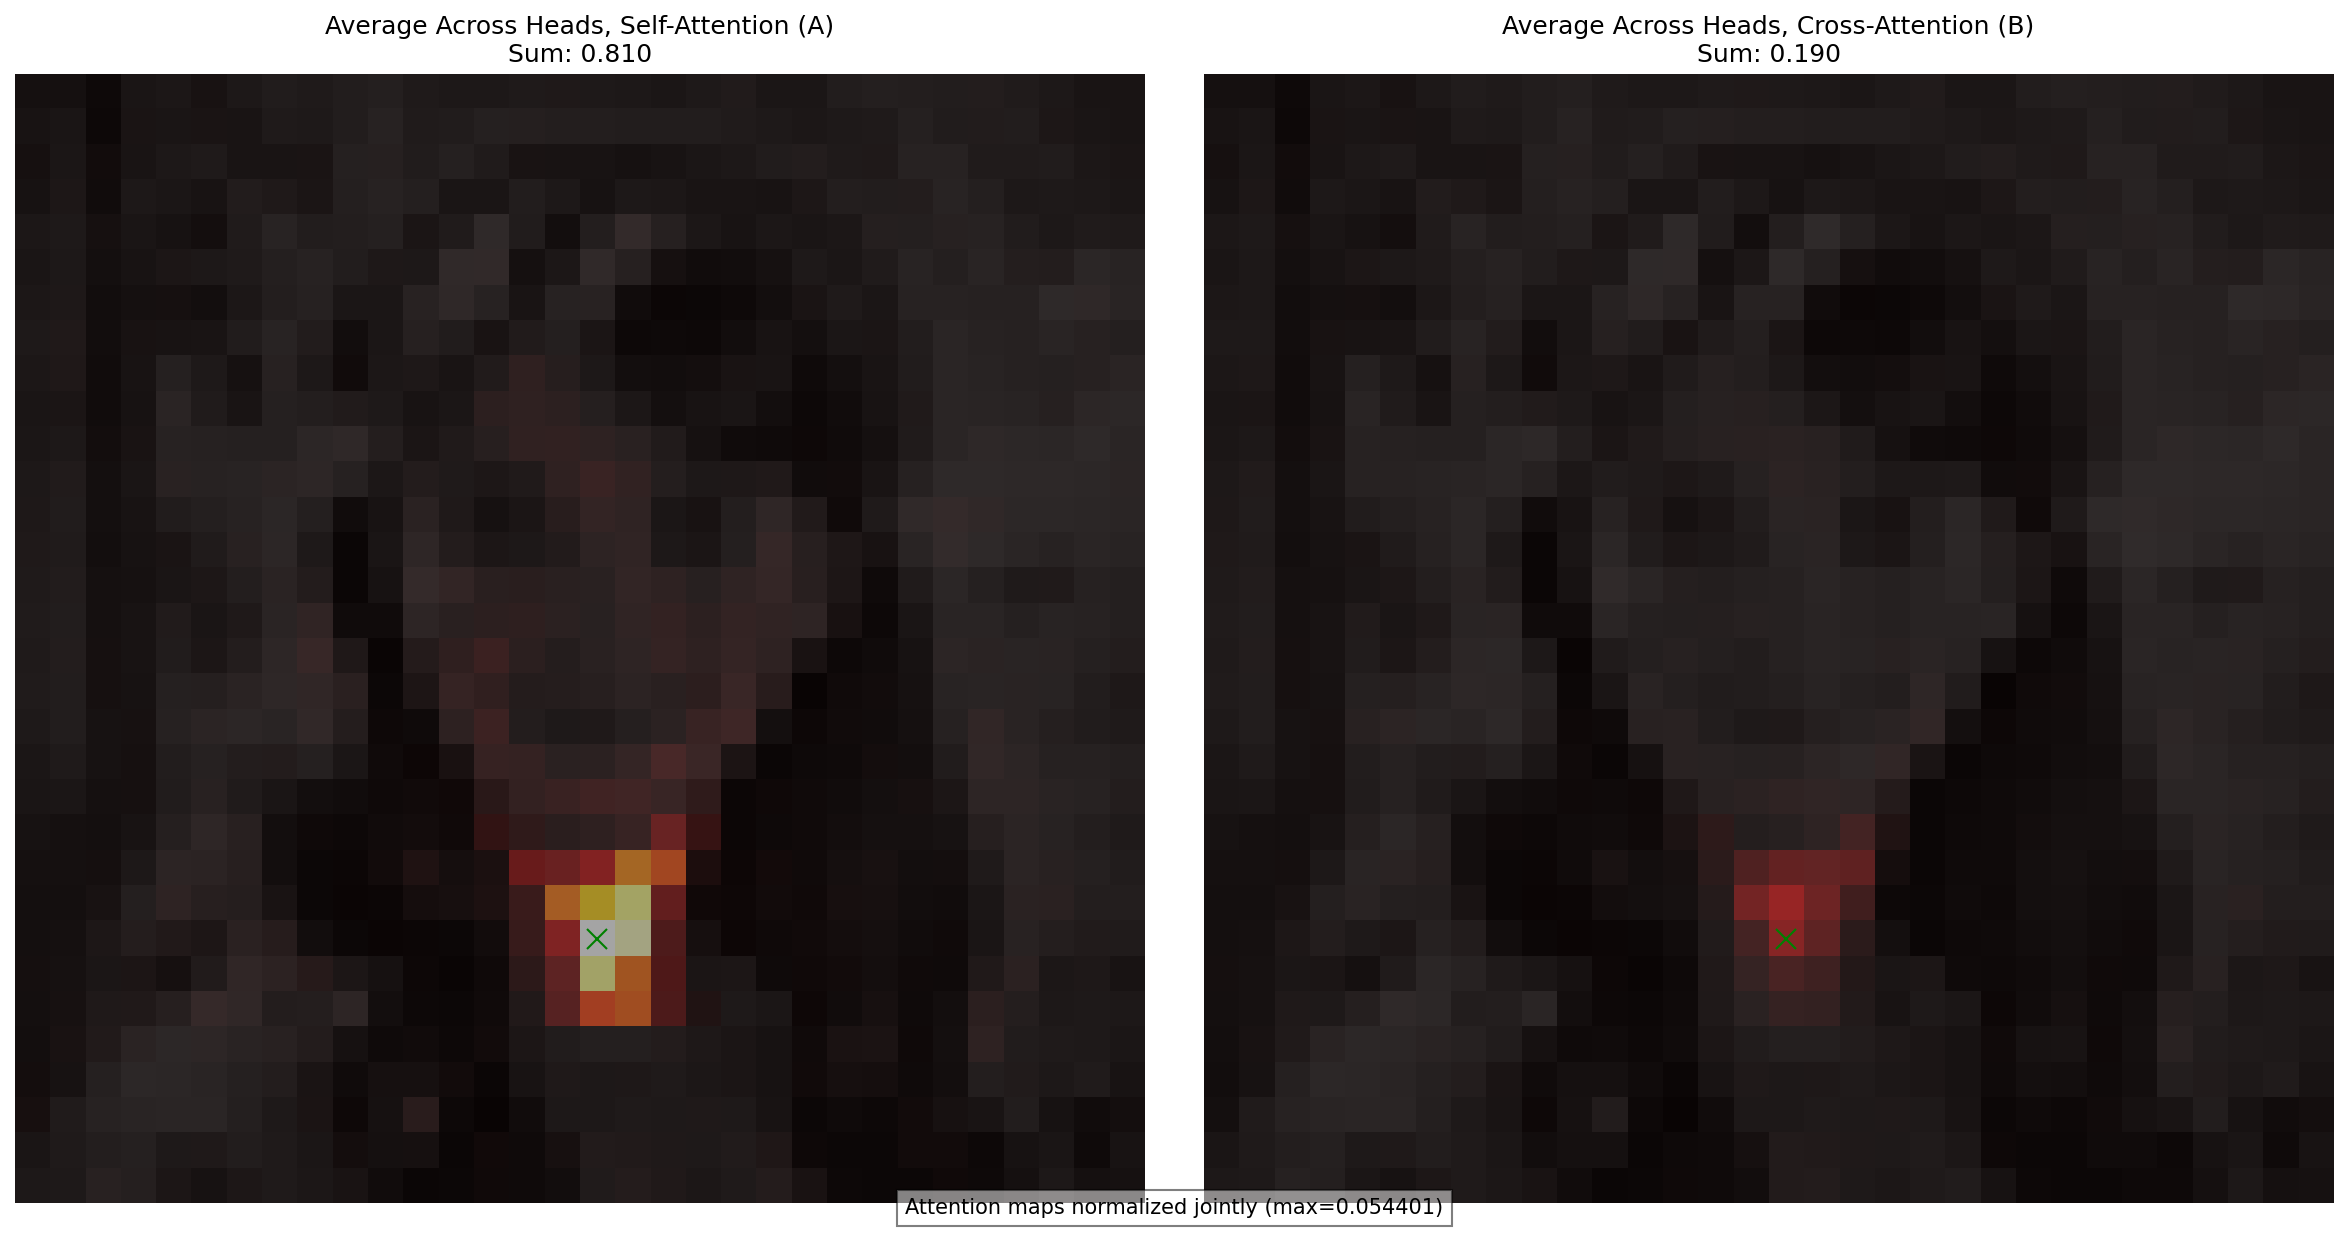 Average Across Heads, Self-Attention (A)
Sum: 0.810
Average Across Heads, Cross-Attention (B)
Sum: 0.190
Attention maps normalized jointly (max=0.054401)